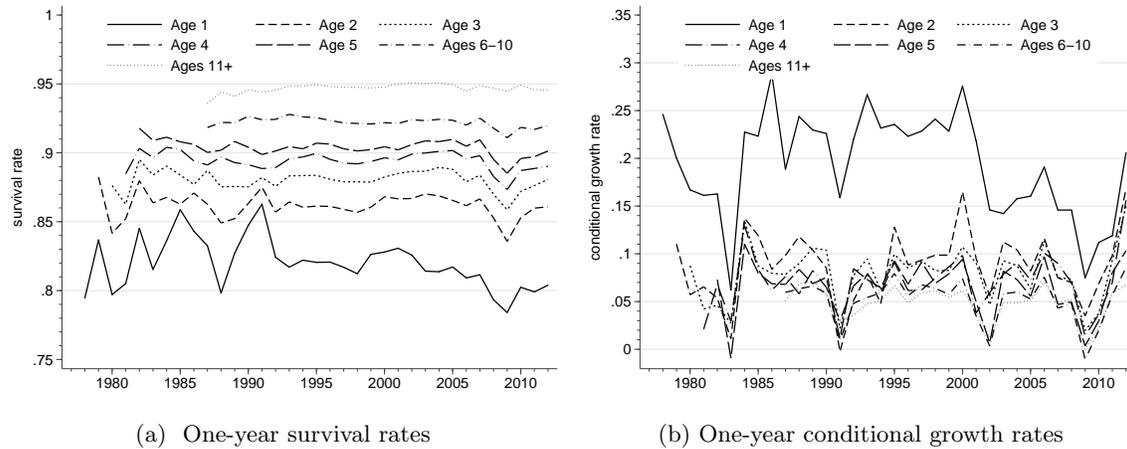 Age 1 Age 2 Age 3
Age 4 Age 5 Ages 6–10
Ages 11+
1
.95
.9
.85
.8
.75
survival rate
1980 1985 1990 1995 2000 2005 2010
(a) One-year survival rates
Age 1 Age 2 Age 3
Age 4 Age 5 Ages 6–10
Ages 11+
.35
.3
.25
.2
.15
.1
.05
0
conditional growth rate
1980 1985 1990 1995 2000 2005 2010
(b) One-year conditional growth rates